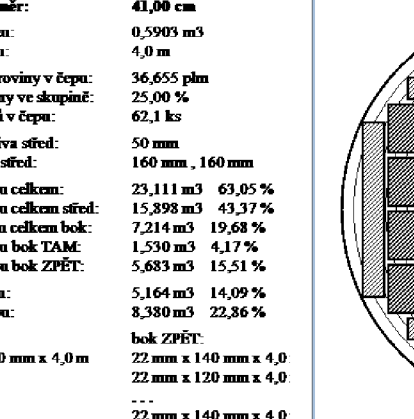 měr: 41,00 cm
u: 0,5903 m3
u: 4,0 m
roviny v čepu: 36,655 plm
ny ve skupině: 25,00 %
ů v čepu: 62,1 ks
va střed: 50 mm
střed: 160 mm , 160 mm
u celkem: 23,111 m3 63,05 %
u celkem střed: 15,898 m3 43,37 %
u celkem bok: 7,214 m3 19,68 %
u bok TAM: 1,530 m3 4,17 %
u bok ZPĚT: 5,683 m3 15,51 %
u: 5,164 m3 14,09 %
pu: 8,380 m3 22,86 %
bok ZPĚT:
0 mm x 4,0 m 22 mm x 140 mm x 4,0
22 mm x 120 mm x 4,0
- - -
22 mm x 140 mm x 4,0